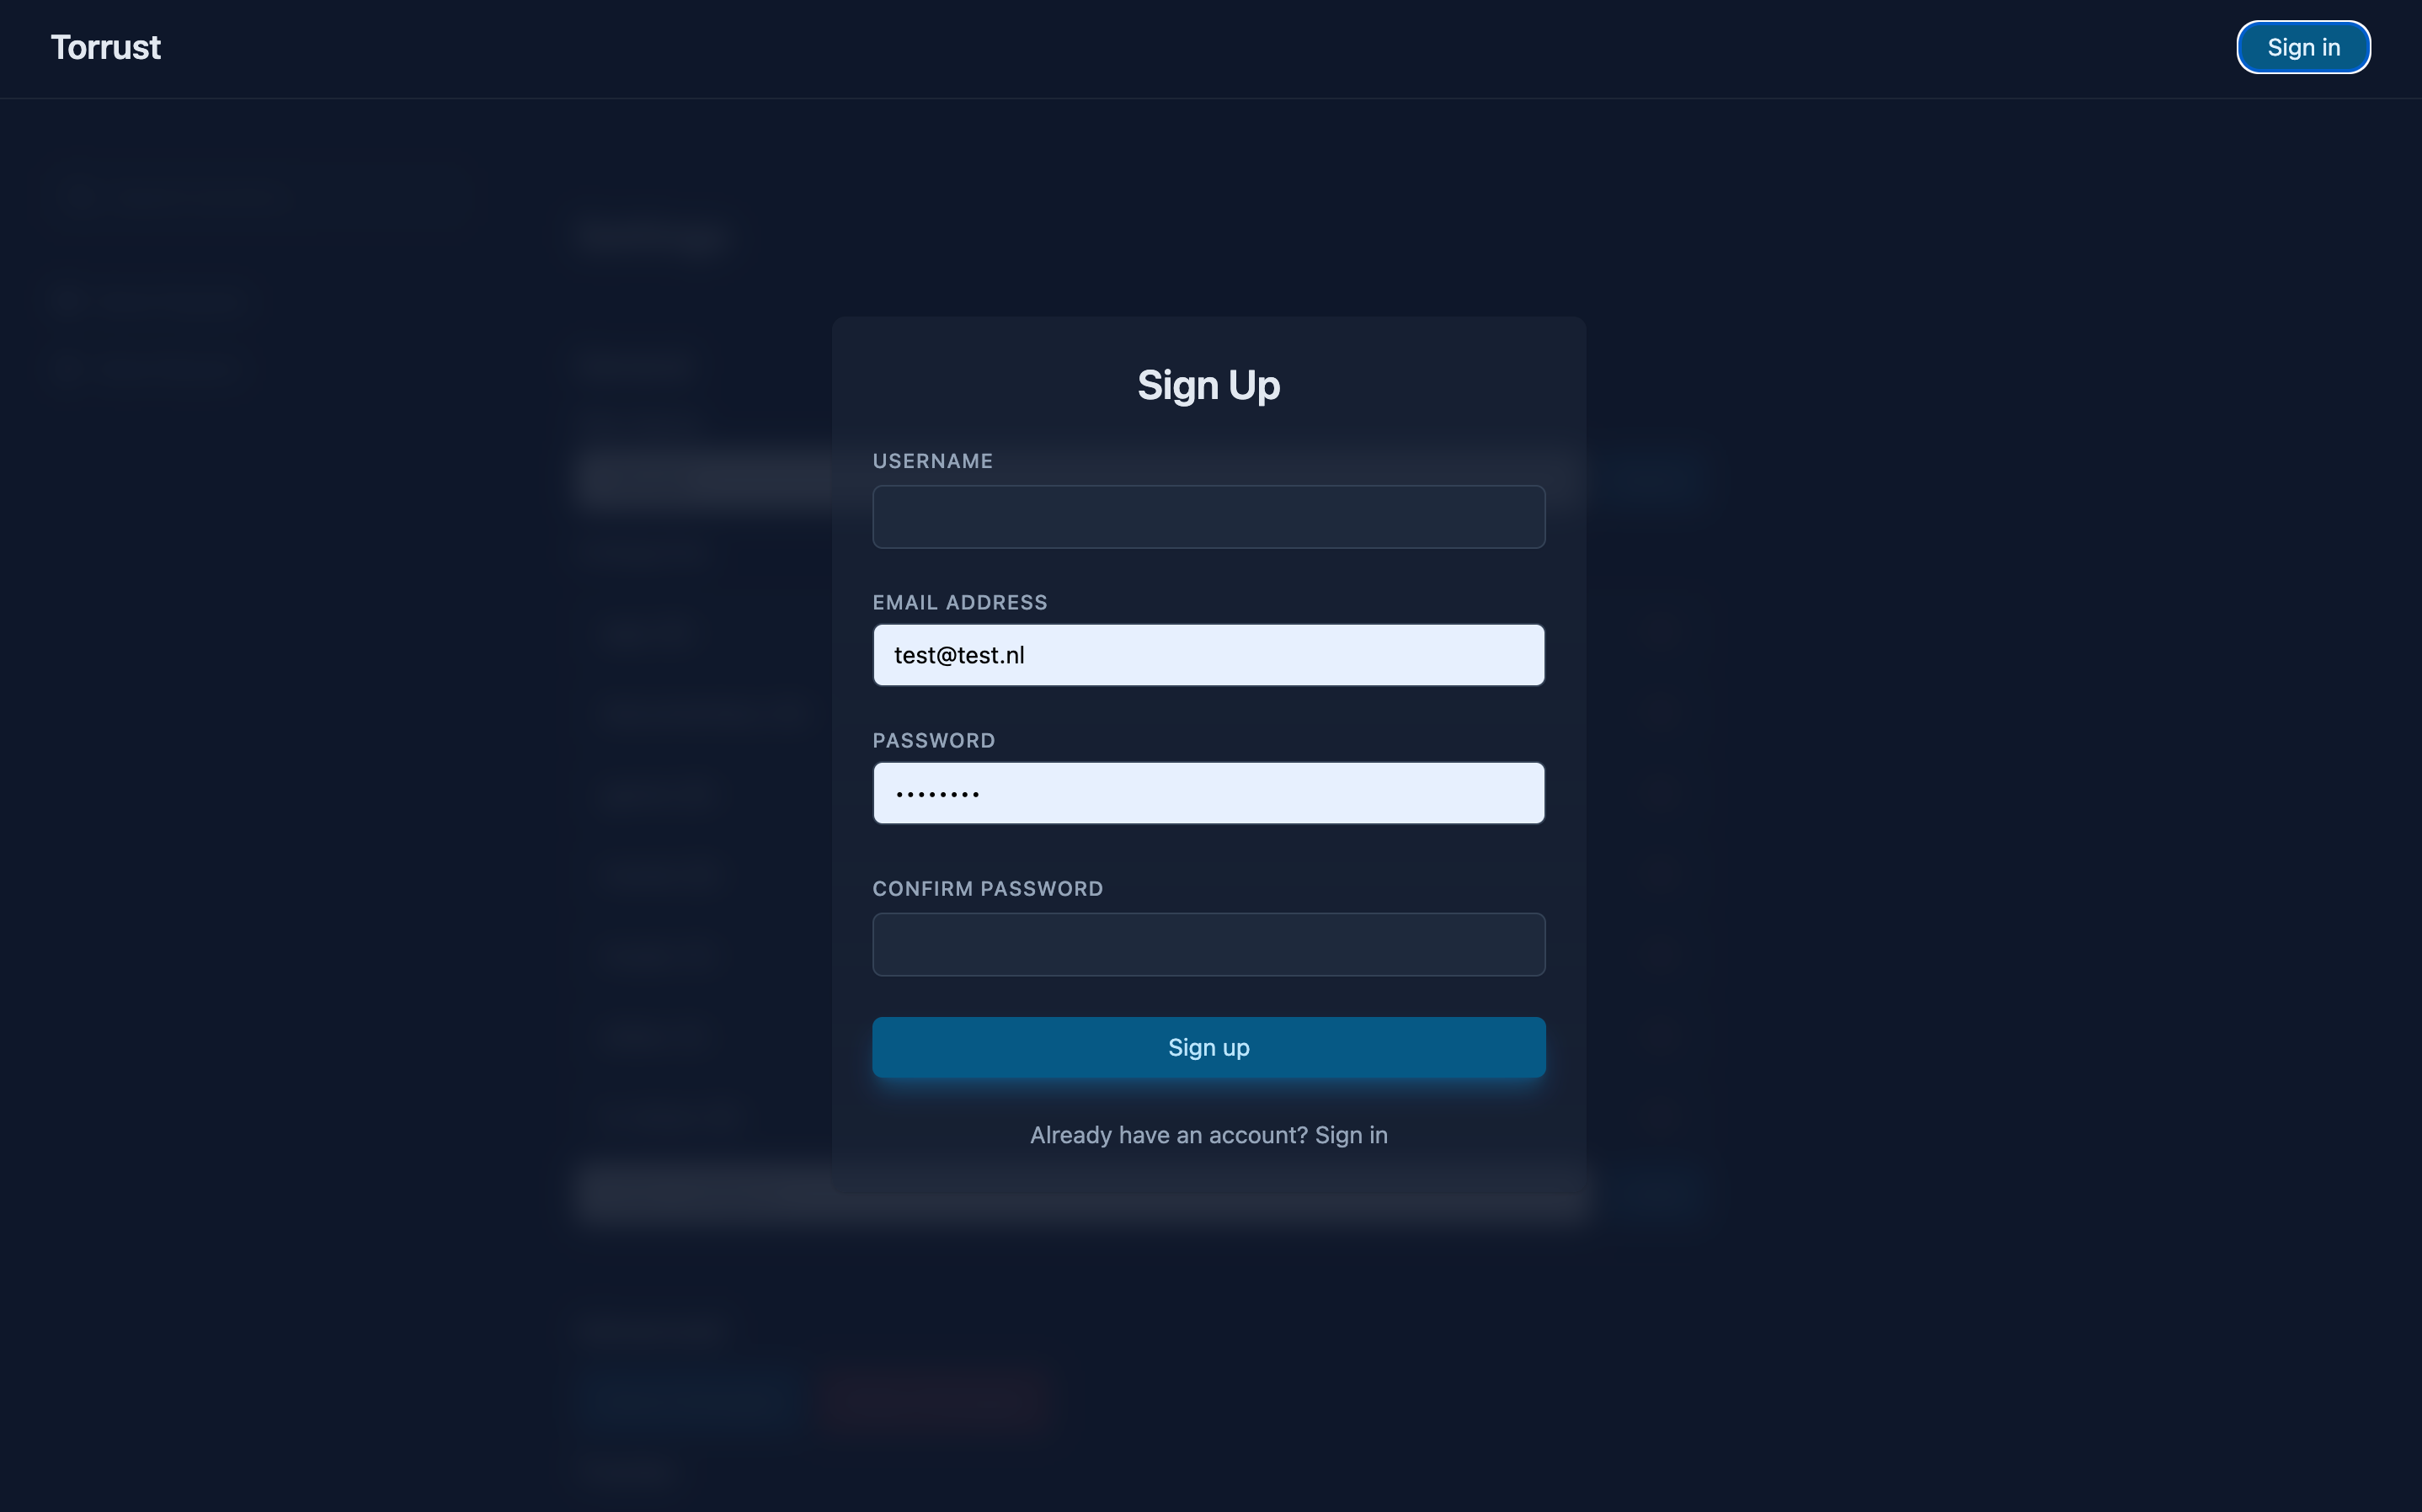 Torrust
Sign in
Sign Up
USERNAME
EMAIL ADDRESS
test@test.nl
PASSWORD
••••••••
CONFIRM PASSWORD
Sign up
Already have an account? Sign in